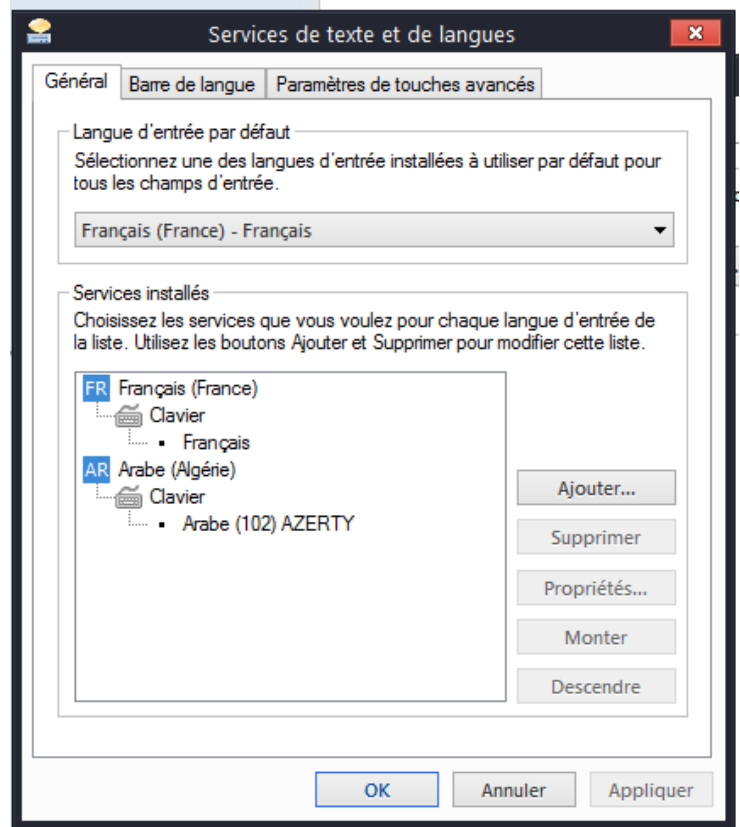 Services de texte et de langues
Général
Barre de langue
Paramètres de touches avancés
Langue d'entrée par défaut
Sélectionnez une des langues d'entrée installées à utiliser par défaut pour
tous les champs d'entrée.
Français (France) - Français
Services installés
Choisissez les services que vous voulez pour chaque langue d'entrée de
la liste. Utilisez les boutons Ajouter et Supprimer pour modifier cette liste.
FR Français (France)
Clavier
Français
AR Arabe (Algérie)
Clavier
Arabe (102) AZERTY
Ajouter...
Supprimer
Propriétés...
Monter
Descendre
OK
Annuler
Appliquer